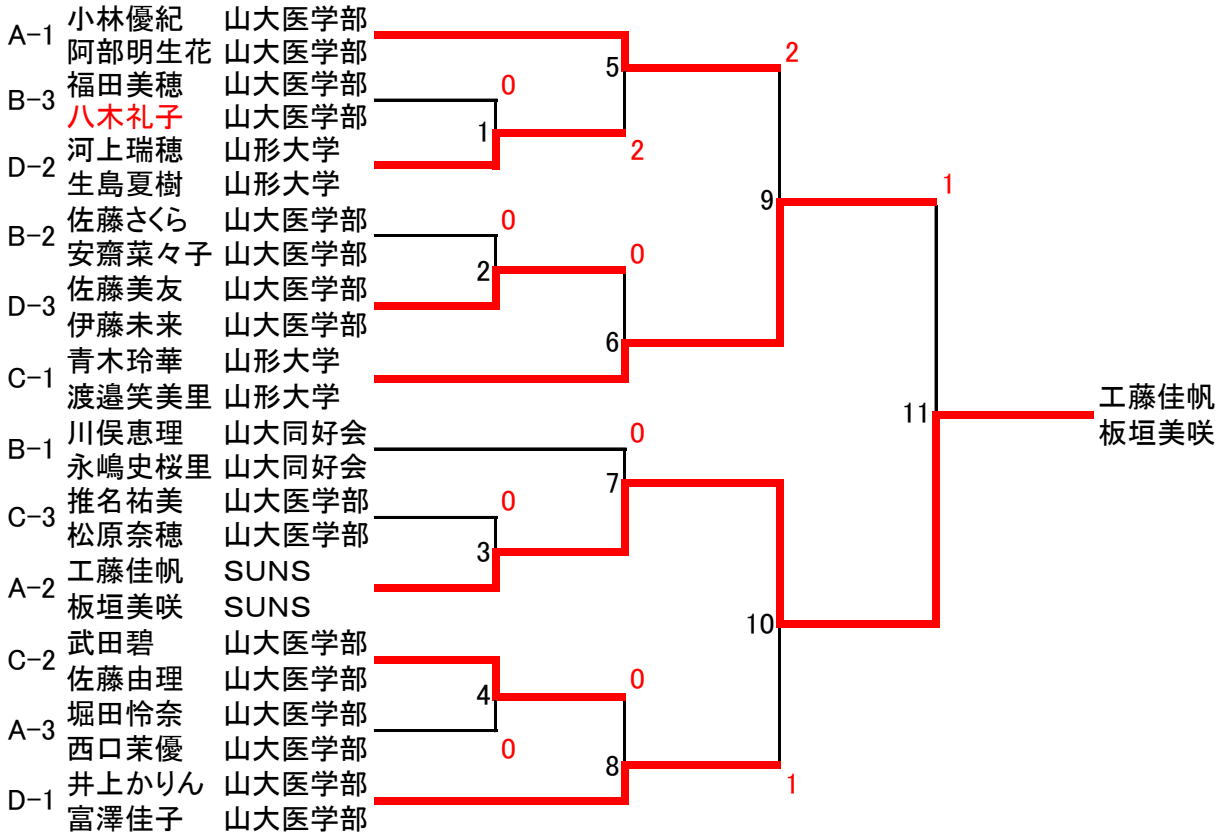 A-1
小林優紀 山大医学部
阿部明生花 山大医学部
B-3
福田美穂 山大医学部
八木礼子 山大医学部
D-2
河上瑞穂 山形大学
生島夏樹 山形大学
B-2
佐藤さくら 山大医学部
安齋菜々子 山大医学部
D-3
佐藤美友 山大医学部
伊藤未来 山大医学部
C-1
青木玲華 山形大学
渡邉笑美里 山形大学
B-1
川俣恵理 山大同好会
永嶋史桜里 山大同好会
C-3
推名祐美 山大医学部
松原奈穂 山大医学部
A-2
工藤佳帆 SUNS
板垣美咲 SUNS
C-2
武田碧 山大医学部
佐藤由理 山大医学部
A-3
堀田怜奈 山大医学部
西口茉優 山大医学部
D-1
井上かりん 山大医学部
富澤佳子 山大医学部
0
1
0
2
0
3
4
0
5
2
0
6
0
7
0
8
2
9
10
1
1
11
工藤佳帆
板垣美咲